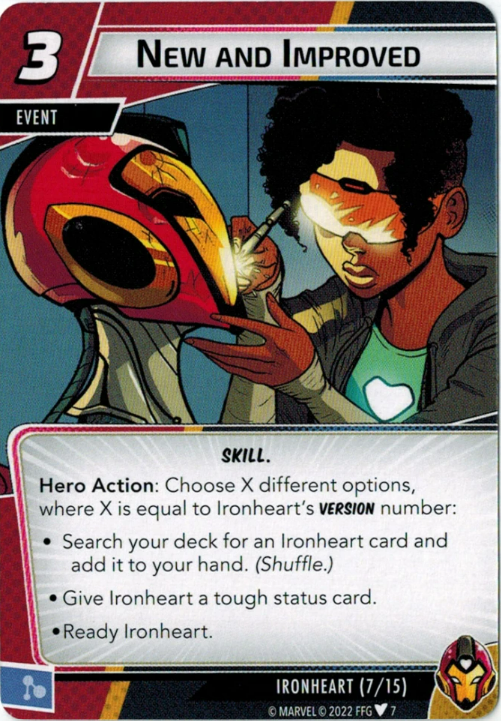 3
New and Improved
EVENT
SKILL.
Hero Action: Choose X different options,
where X is equal to Ironheart's VERSION number:
• Search your deck for an Ironheart card and
add it to your hand. (Shuffle.)
• Give Ironheart a tough status card.
• Ready Ironheart.
IRONHEART (7/15)
© MARVEL © 2022 FFG ♥ 7